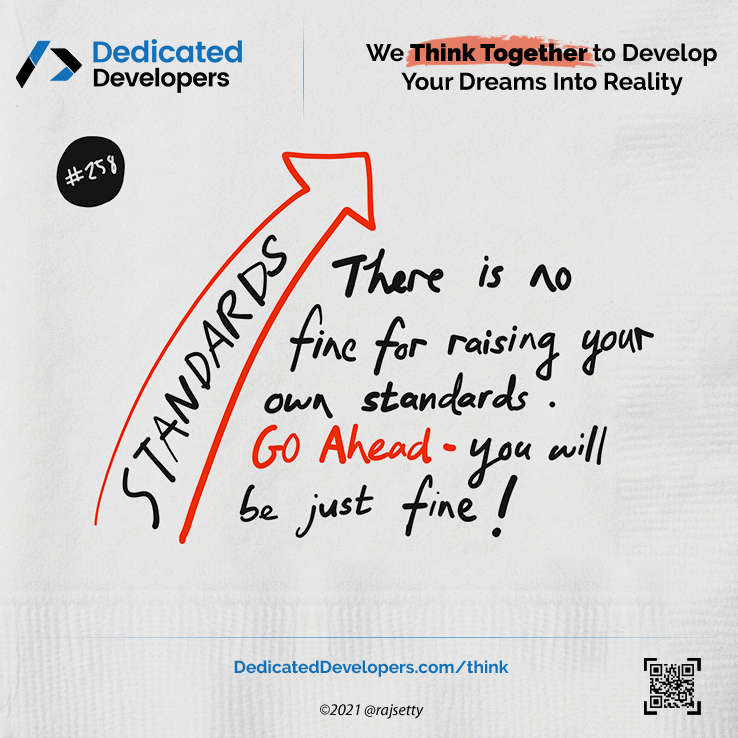 Dedicated
Developers
We Think Together to Develop
Your Dreams Into Reality
#258
STANDARDS
There is no
fine for raising your
own standards.
GO Ahead - you will
be just fine!
DedicatedDevelopers.com/think
©2021 @rajsetty